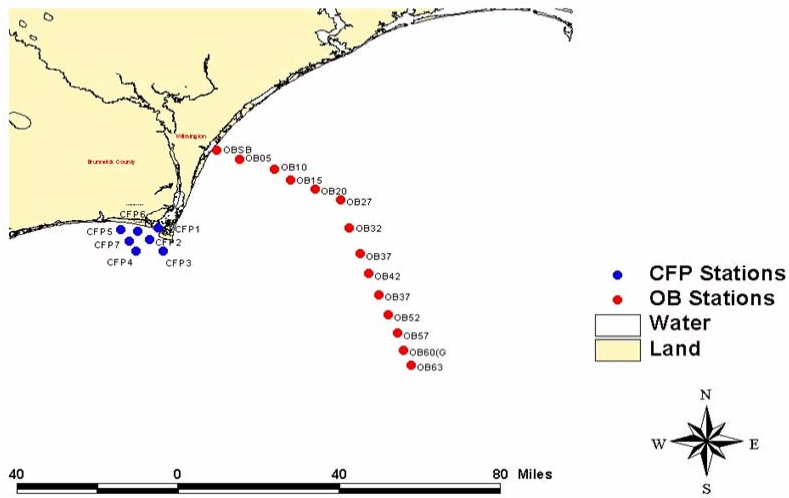 Wilmington
OBSB
OB05
Brunswick County
OB10
OB15
OB20
OB27
CFP6
CFP5
CFP1
OB32
CFP7
CFP2
CFP4
CFP3
OB37
OB42
CFP Stations
OB37
OB Stations
OB52
Water
OB57
Land
OB60(G
OB63
N
W
E
S
40 0 40 80 Miles